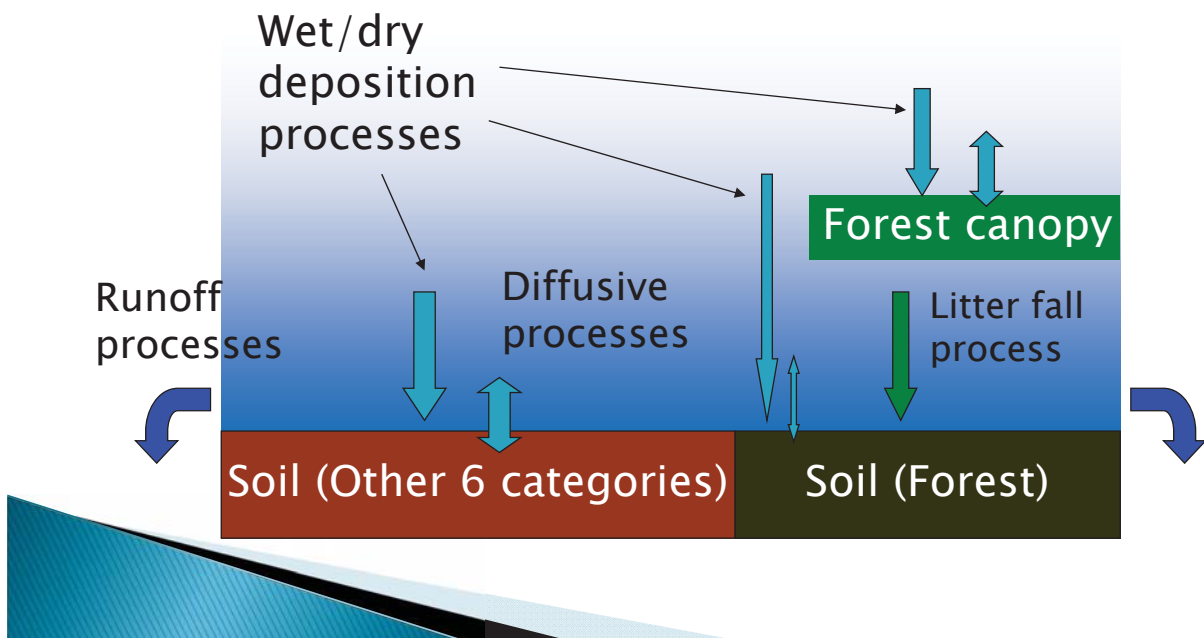 Wet/dry
deposition
processes
Forest canopy
Runoff
processes
Diffusive
processes
Litter fall
process
Soil (Other 6 categories)
Soil (Forest)